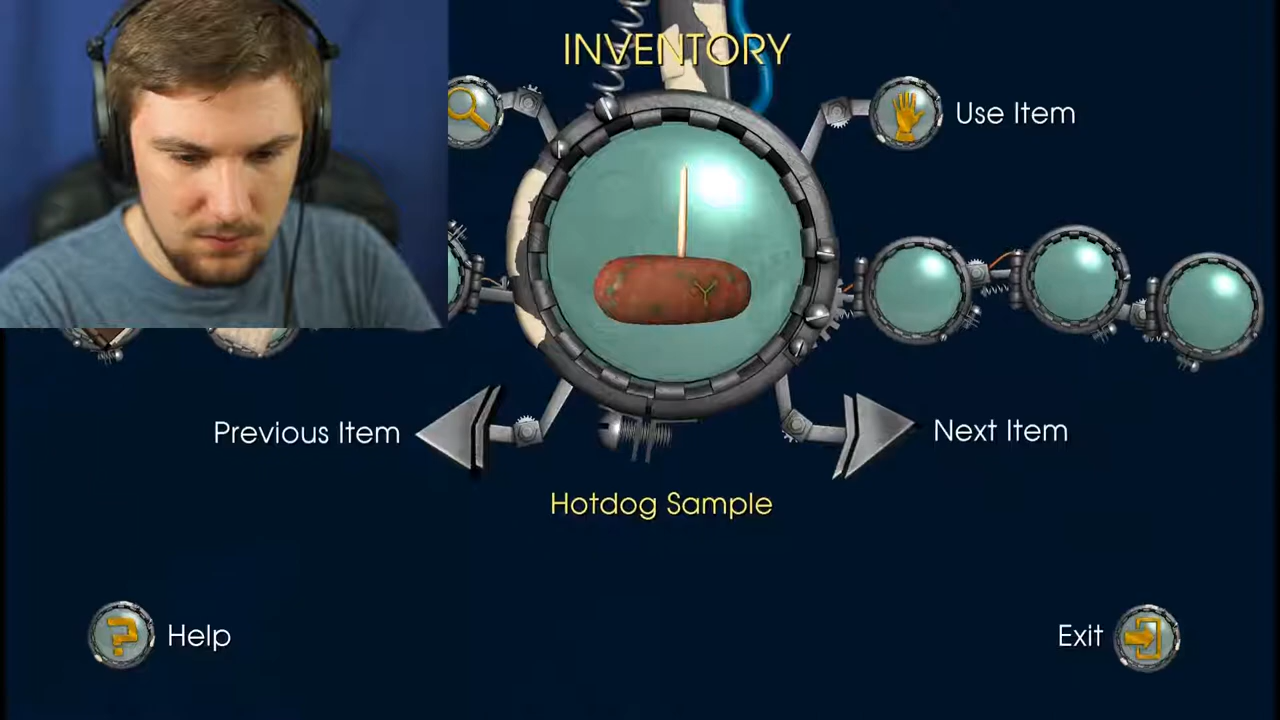 INVENTORY
Use Item
Previous Item
Next Item
Hotdog Sample
Help
Exit